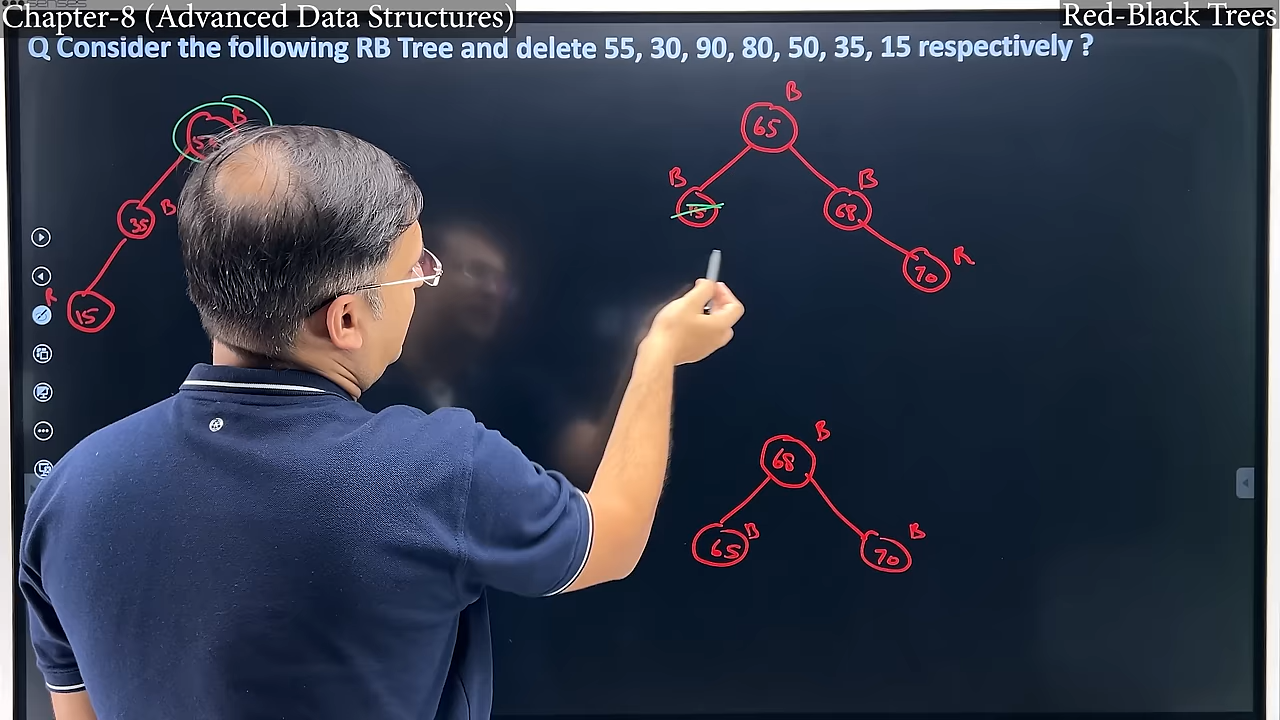 Chapter-8 (Advanced Data Structures)
Red-Black Trees
Q Consider the following RB Tree and delete 55, 30, 90, 80, 50, 35, 15 respectively ?
B
35 B
R
15
B
65
B
15
B
68
R
70
B
68
65 B
B
70